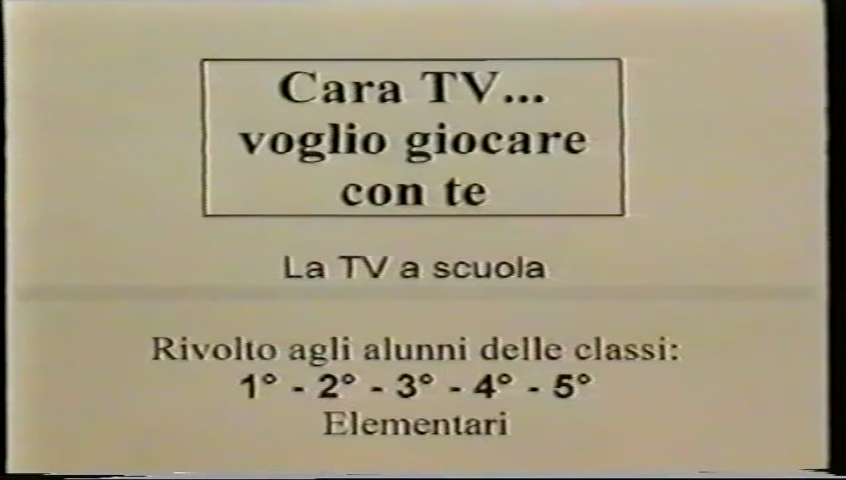 Cara TV...
voglio giocare
con te
La TV a scuola
Rivolto agli alunni delle classi:
1° - 2° - 3° - 4° - 5°
Elementari